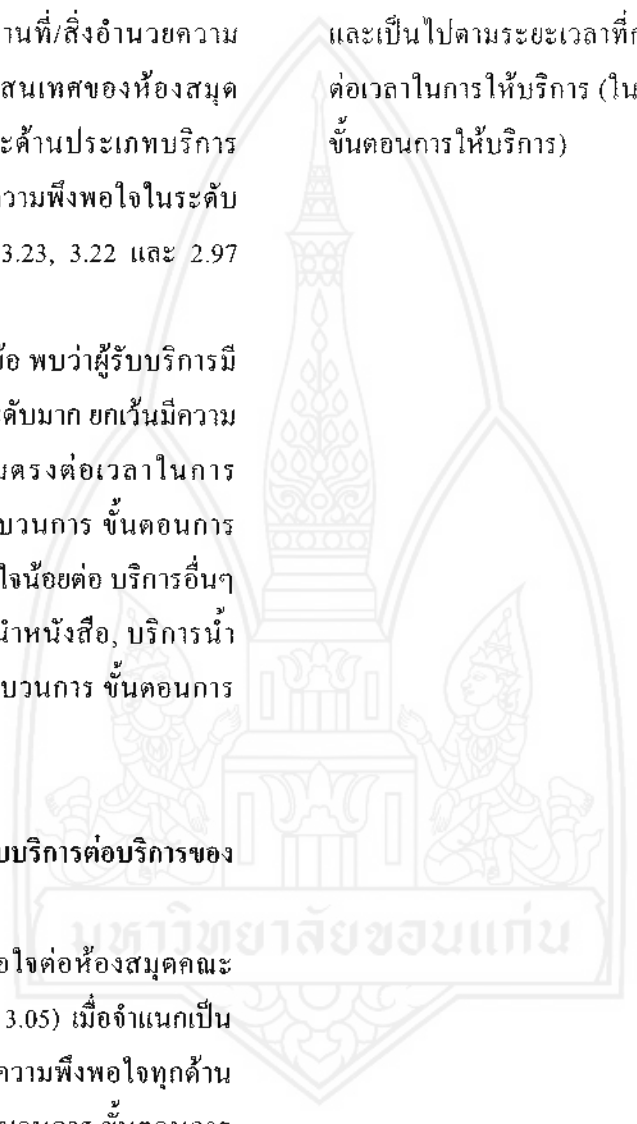 านที่/สิ่งอำนวยความ
สนเทศของห้องสมุด
ะด้านประเภทบริการ
วามพึงพอใจในระดับ
3.23, 3.22 และ 2.97
ข้อ พบว่าผู้รับบริการมี
ะดับมาก ยกเว้นมีความ
มตรงต่อเวลาในการ
บวนการ ขั้นตอนการ
ใจน้อยต่อ บริการอื่นๆ
นำหนังสือ, บริการน้ำ
บวนการ ขั้นตอนการ
บบริการต่อบริการของ
อใจต่อห้องสมุดคณะ
3.05) เมื่อจำแนกเป็น
ความพึงพอใจทุกด้าน
ขั้นตอนการ
และเป็นไปตามระยะเวลาที่ก
ต่อเวลาในการให้บริการ (ใน
ขั้นตอนการให้บริการ)
มหาวิทยาลัยขอนแก่น